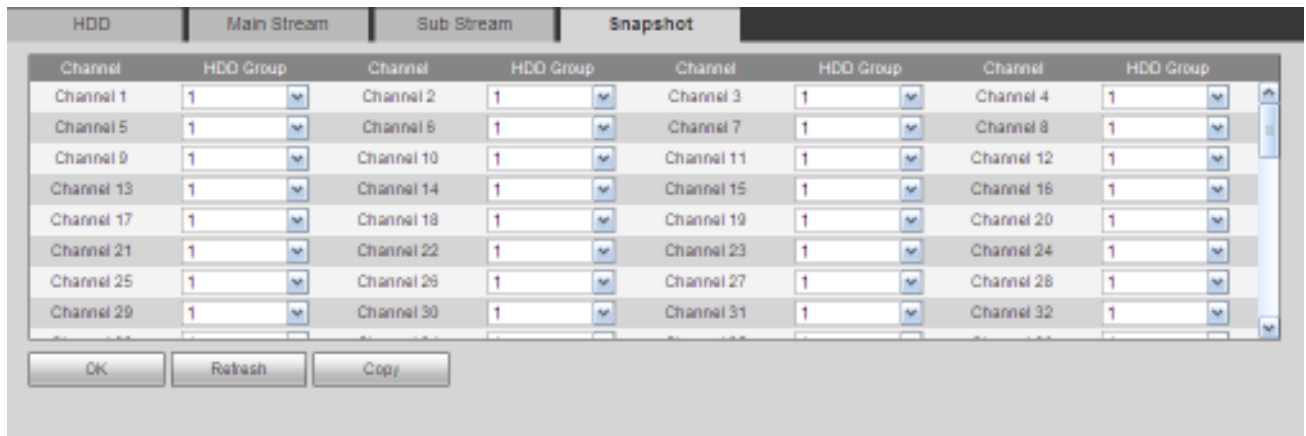 HDD Main Stream Sub Stream Snapshot
Channel HDD Group Channel HDD Group Channel HDD Group Channel HDD Group
Channel 1 1 Channel 2 1 Channel 3 1 Channel 4 1
Channel 5 1 Channel 6 1 Channel 7 1 Channel 8 1
Channel 9 1 Channel 10 1 Channel 11 1 Channel 12 1
Channel 13 1 Channel 14 1 Channel 15 1 Channel 16 1
Channel 17 1 Channel 18 1 Channel 19 1 Channel 20 1
Channel 21 1 Channel 22 1 Channel 23 1 Channel 24 1
Channel 25 1 Channel 26 1 Channel 27 1 Channel 28 1
Channel 29 1 Channel 30 1 Channel 31 1 Channel 32 1
OK Refresh Copy